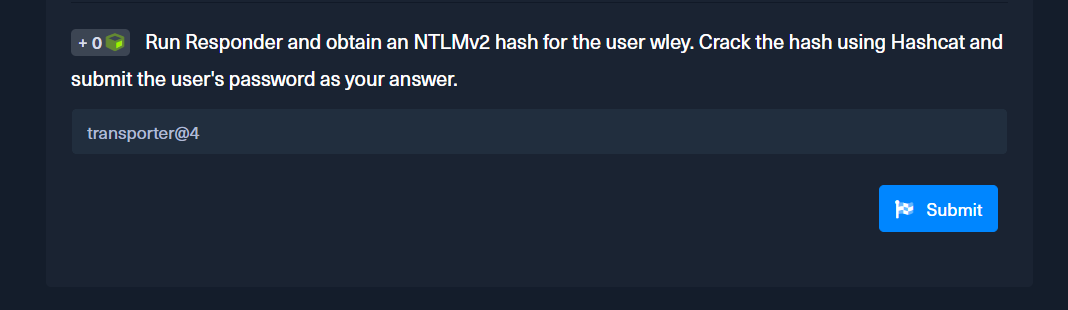 + 0 Run Responder and obtain an NTLMv2 hash for the user wley. Crack the hash using Hashcat and
submit the user's password as your answer.
transporter@4
Submit